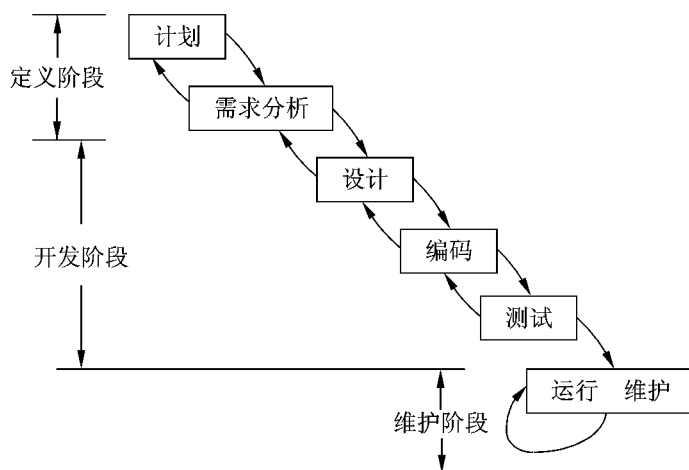 计划
定义阶段
需求分析
设计
开发阶段
编码
测试
运行 维护
维护阶段